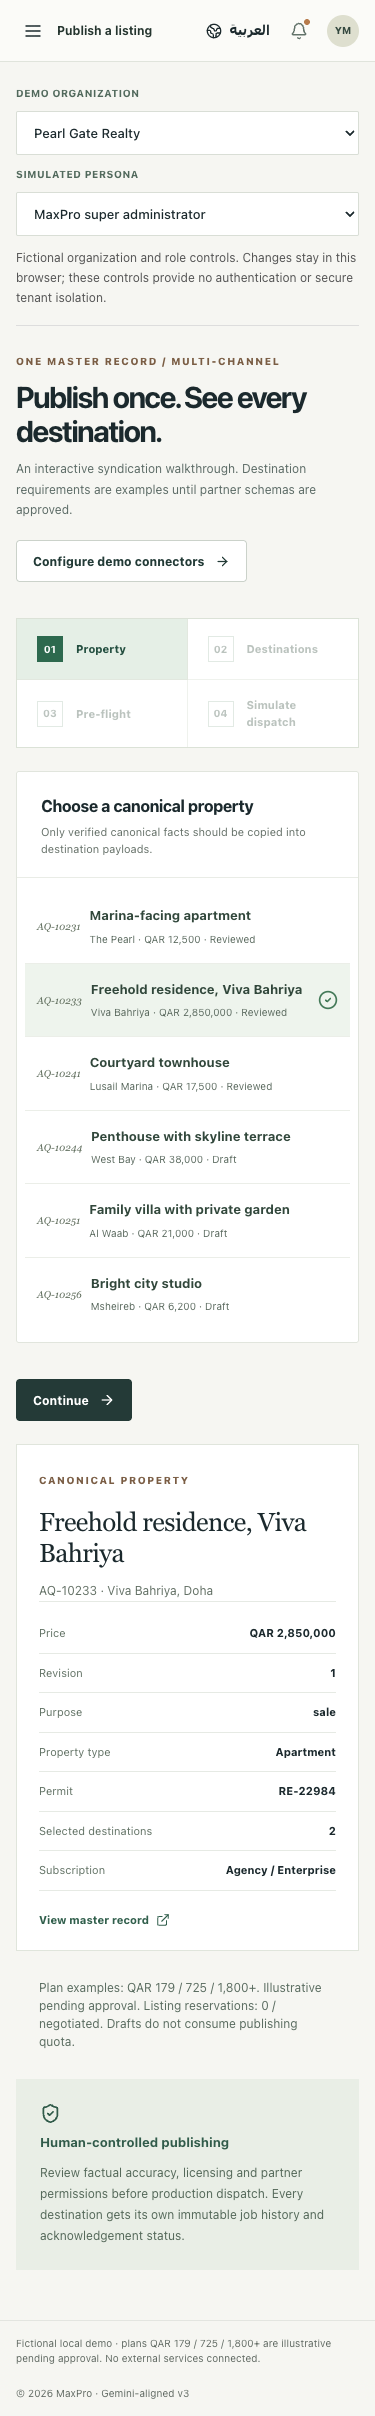 Publish a listing
العربية
YM
DEMO ORGANIZATION
Pearl Gate Realty
SIMULATED PERSONA
MaxPro super administrator
Fictional organization and role controls. Changes stay in this
browser; these controls provide no authentication or secure
tenant isolation.
ONE MASTER RECORD / MULTI-CHANNEL
Publish once. See every
destination.
An interactive syndication walkthrough. Destination
requirements are examples until partner schemas are
approved.
Configure demo connectors
01 Property
02 Destinations
03 Pre-flight
04 Simulate
dispatch
Choose a canonical property
Only verified canonical facts should be copied into
destination payloads.
AQ-10231
Marina-facing apartment
The Pearl · QAR 12,500 · Reviewed
AQ-10233
Freehold residence, Viva Bahriya
Viva Bahriya · QAR 2,850,000 · Reviewed
AQ-10241
Courtyard townhouse
Lusail Marina · QAR 17,500 · Reviewed
AQ-10244
Penthouse with skyline terrace
West Bay · QAR 38,000 · Draft
AQ-10251
Family villa with private garden
Al Waab · QAR 21,000 · Draft
AQ-10256
Bright city studio
Msheireb · QAR 6,200 · Draft
Continue
CANONICAL PROPERTY
Freehold residence, Viva
Bahriya
AQ-10233 · Viva Bahriya, Doha
Price QAR 2,850,000
Revision 1
Purpose sale
Property type Apartment
Permit RE-22984
Selected destinations 2
Subscription Agency / Enterprise
View master record
Plan examples: QAR 179 / 725 / 1,800+. Illustrative
pending approval. Listing reservations: 0 /
negotiated. Drafts do not consume publishing
quota.
Human-controlled publishing
Review factual accuracy, licensing and partner
permissions before production dispatch. Every
destination gets its own immutable job history and
acknowledgement status.
Fictional local demo · plans QAR 179 / 725 / 1,800+ are illustrative
pending approval. No external services connected.
© 2026 MaxPro · Gemini-aligned v3